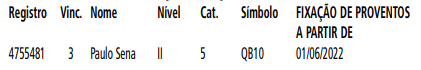 Registro Vinc. Nome Nível Cat. Símbolo FIXAÇÃO DE PROVENTOS
A PARTIR DE
4755481 3 Paulo Sena II 5 QB10 01/06/2022